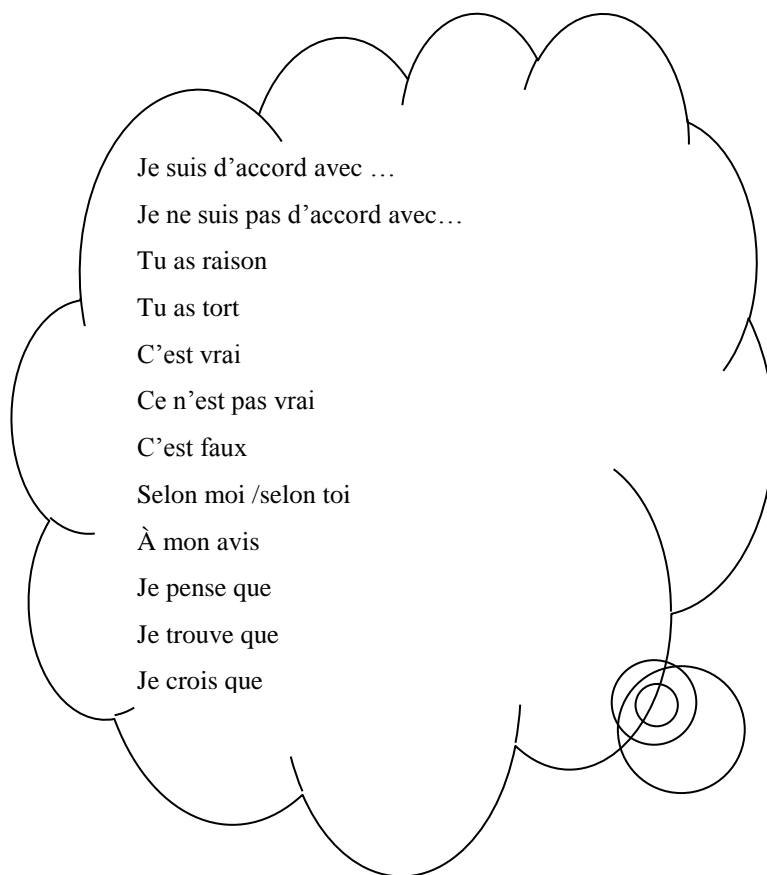 Je suis d’accord avec …
Je ne suis pas d’accord avec…
Tu as raison
Tu as tort
C’est vrai
Ce n’est pas vrai
C’est faux
Selon moi /selon toi
À mon avis
Je pense que
Je trouve que
Je crois que